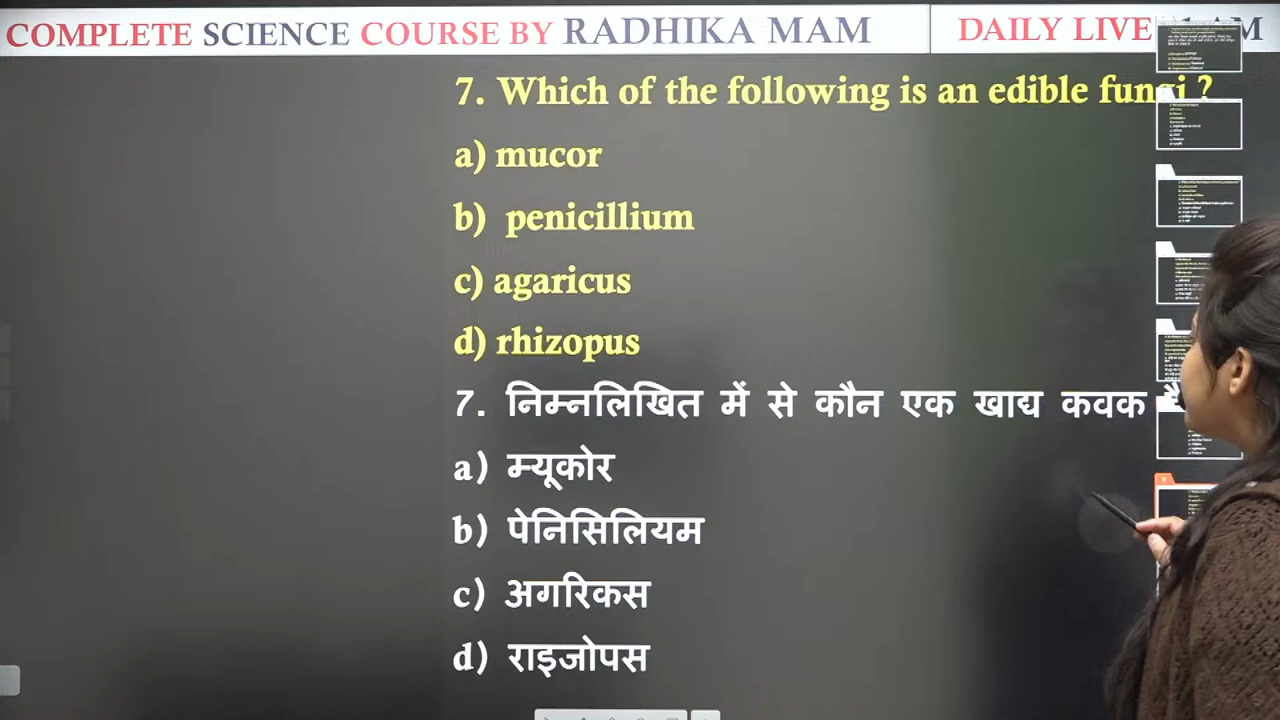 COMPLETE SCIENCE COURSE BY RADHIKA MAM DAILY LIVE AM
7. Which of the following is an edible fungi ?
a) mucor
b) penicillium
c) agaricus
d) rhizopus
7. निम्नलिखित में से कौन एक खाद्य कवक है
a) म्यूकोर
b) पेनिसिलियम
c) अगरिकस
d) राइजोपस